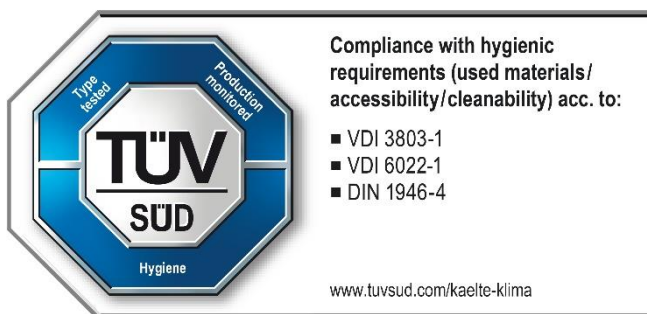 Type
tested
Production
monitored
TÜV
SÜD
Hygiene
Compliance with hygienic
requirements (used materials/
accessibility/cleanability) acc. to:
■ VDI 3803-1
■ VDI 6022-1
■ DIN 1946-4
www.tuvsud.com/kaelte-klima